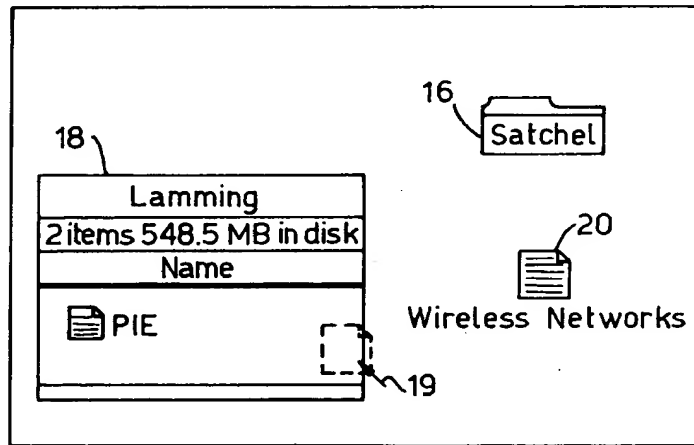 16
Satchel
18
Lamming
2 items 548.5 MB in disk
Name
20
PIE
Wireless Networks
19